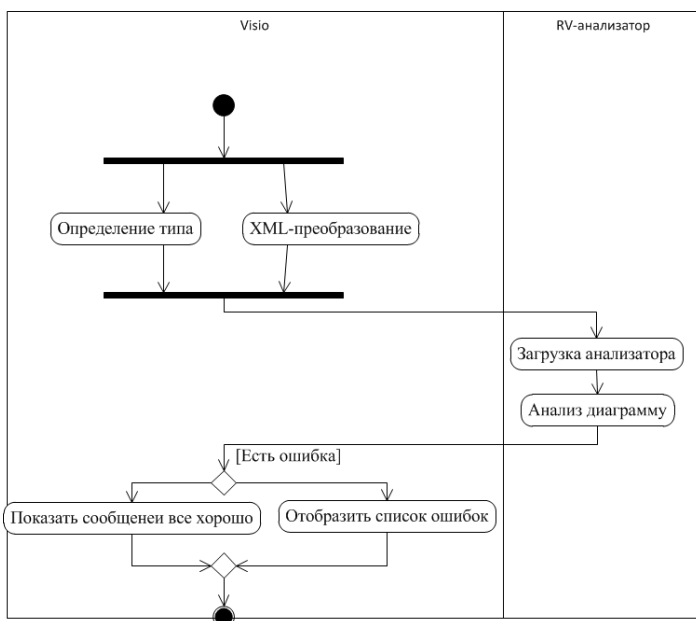 Visio
RV-анализатор
Определение типа
XML-преобразование
Загрузка анализатора
Анализ диаграмму
[Есть ошибка]
Показать сообщенеи все хорошо
Отобразить список ошибок